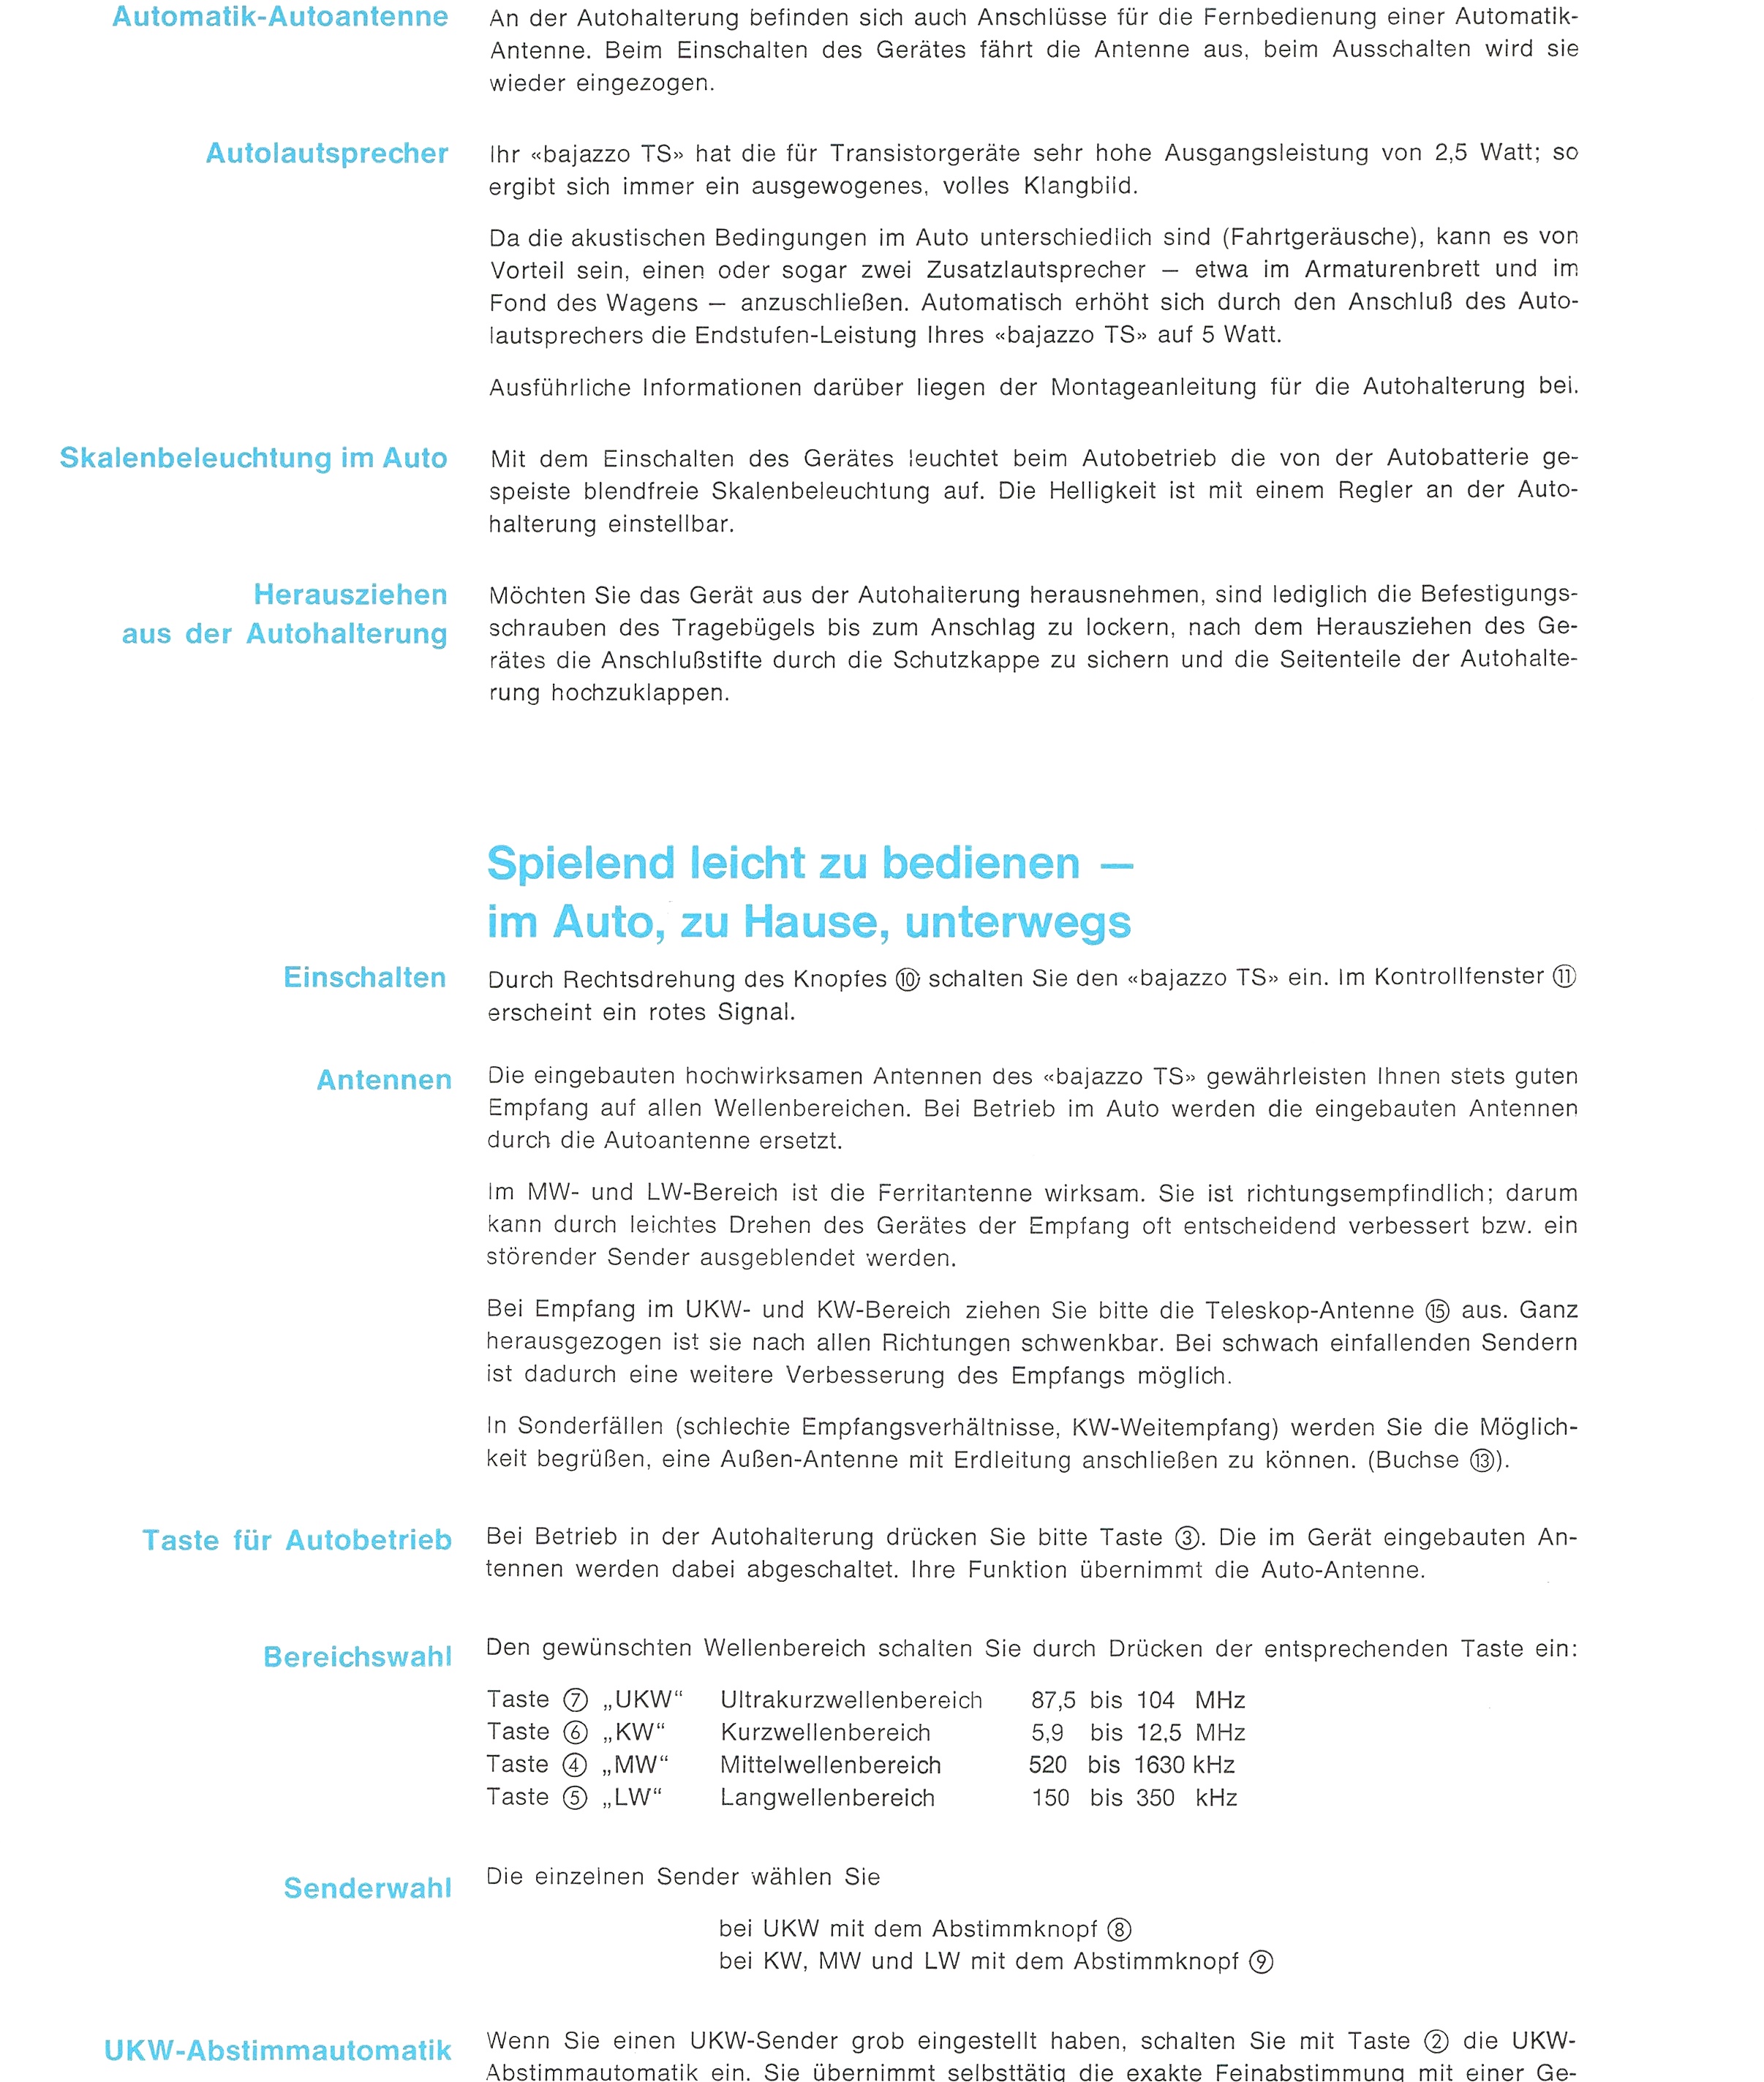 Automatik-Autoantenne
An der Autohalterung befinden sich auch Anschlüsse für die Fernbedienung einer Automatik-
Antenne. Beim Einschalten des Gerätes fährt die Antenne aus, beim Ausschalten wird sie
wieder eingezogen.
Autolautsprecher
Ihr «bajazzo TS» hat die für Transistorgeräte sehr hohe Ausgangsleistung von 2,5 Watt; so
ergibt sich immer ein ausgewogenes, volles Klangbild.
Da die akustischen Bedingungen im Auto unterschiedlich sind (Fahrtgeräusche), kann es von
Vorteil sein, einen oder sogar zwei Zusatzlautsprecher — etwa im Armaturenbrett und im
Fond des Wagens — anzuschließen. Automatisch erhöht sich durch den Anschluß des Auto-
lautsprechers die Endstufen-Leistung Ihres «bajazzo TS» auf 5 Watt.
Ausführliche Informationen darüber liegen der Montageanleitung für die Autohalterung bei.
Skalenbeleuchtung im Auto
Mit dem Einschalten des Gerätes leuchtet beim Autobetrieb die von der Autobatterie ge-
speiste blendfreie Skalenbeleuchtung auf. Die Helligkeit ist mit einem Regler an der Auto-
halterung einstellbar.
Herausziehen
aus der Autohalterung
Möchten Sie das Gerät aus der Autohalterung herausnehmen, sind lediglich die Befestigungs-
schrauben des Tragebügels bis zum Anschlag zu lockern, nach dem Herausziehen des Ge-
rätes die Anschlußstifte durch die Schutzkappe zu sichern und die Seitenteile der Autohalte-
rung hochzuklappen.
Spielend leicht zu bedienen —
im Auto, zu Hause, unterwegs
Einschalten
Durch Rechtsdrehung des Knopfes ⑩ schalten Sie den «bajazzo TS» ein. Im Kontrollfenster ⑪
erscheint ein rotes Signal.
Antennen
Die eingebauten hochwirksamen Antennen des «bajazzo TS» gewährleisten Ihnen stets guten
Empfang auf allen Wellenbereichen. Bei Betrieb im Auto werden die eingebauten Antennen
durch die Autoantenne ersetzt.
Im MW- und LW-Bereich ist die Ferritantenne wirksam. Sie ist richtungsempfindlich; darum
kann durch leichtes Drehen des Gerätes der Empfang oft entscheidend verbessert bzw. ein
störender Sender ausgeblendet werden.
Bei Empfang im UKW- und KW-Bereich ziehen Sie bitte die Teleskop-Antenne ⑮ aus. Ganz
herausgezogen ist sie nach allen Richtungen schwenkbar. Bei schwach einfallenden Sendern
ist dadurch eine weitere Verbesserung des Empfangs möglich.
In Sonderfällen (schlechte Empfangsverhältnisse, KW-Weitempfang) werden Sie die Möglich-
keit begrüßen, eine Außen-Antenne mit Erdleitung anschließen zu können. (Buchse ⑬).
Taste für Autobetrieb
Bei Betrieb in der Autohalterung drücken Sie bitte Taste ③. Die im Gerät eingebauten An-
tennen werden dabei abgeschaltet. Ihre Funktion übernimmt die Auto-Antenne.
Bereichswahl
Den gewünschten Wellenbereich schalten Sie durch Drücken der entsprechenden Taste ein:
Taste ⑦ „UKW“ Ultrakurzwellenbereich 87,5 bis 104 MHz
Taste ⑥ „KW“ Kurzwellenbereich 5,9 bis 12,5 MHz
Taste ④ „MW“ Mittelwellenbereich 520 bis 1630 kHz
Taste ⑤ „LW“ Langwellenbereich 150 bis 350 kHz
Senderwahl
Die einzelnen Sender wählen Sie
bei UKW mit dem Abstimmknopf ⑧
bei KW, MW und LW mit dem Abstimmknopf ⑨
UKW-Abstimmautomatik
Wenn Sie einen UKW-Sender grob eingestellt haben, schalten Sie mit Taste ② die UKW-
Abstimmautomatik ein. Sie übernimmt selbsttätig die exakte Feinabstimmung mit einer Ge-